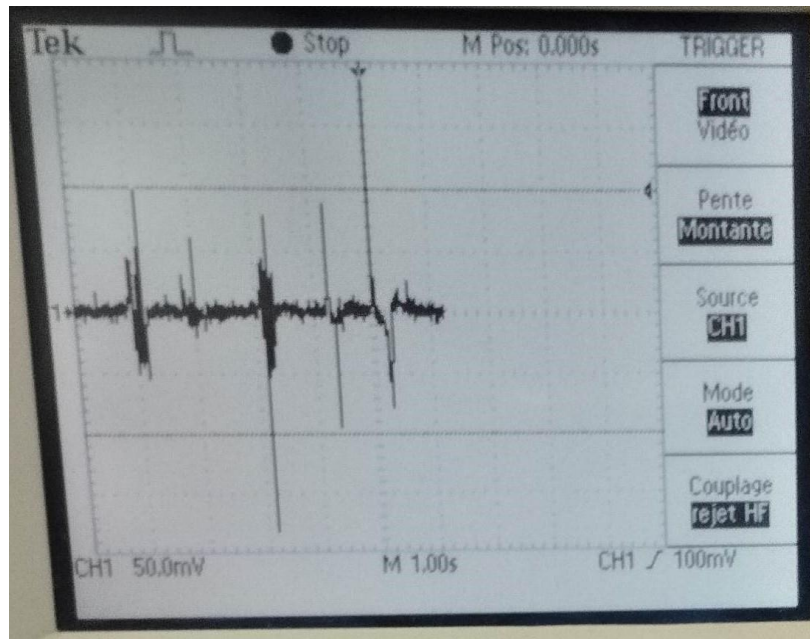 Tek Stop M Pos: 0.000s TRIGGER
Front
Vidéo
Pente
Montante
Source
CH1
Mode
Auto
Couplage
rejet HF
1
CH1 50.0mV M 1.00s CH1 100mV